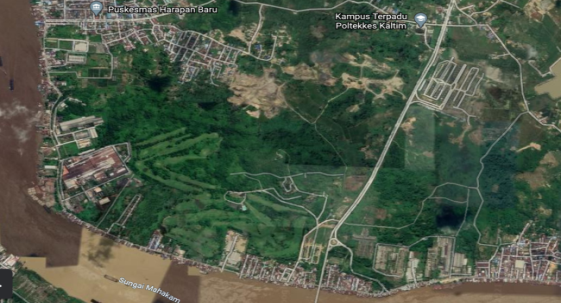 Puskesmas Harapan Baru
Kampus Terpadu
Poltekkes Kaltim
Sungai Mahakam